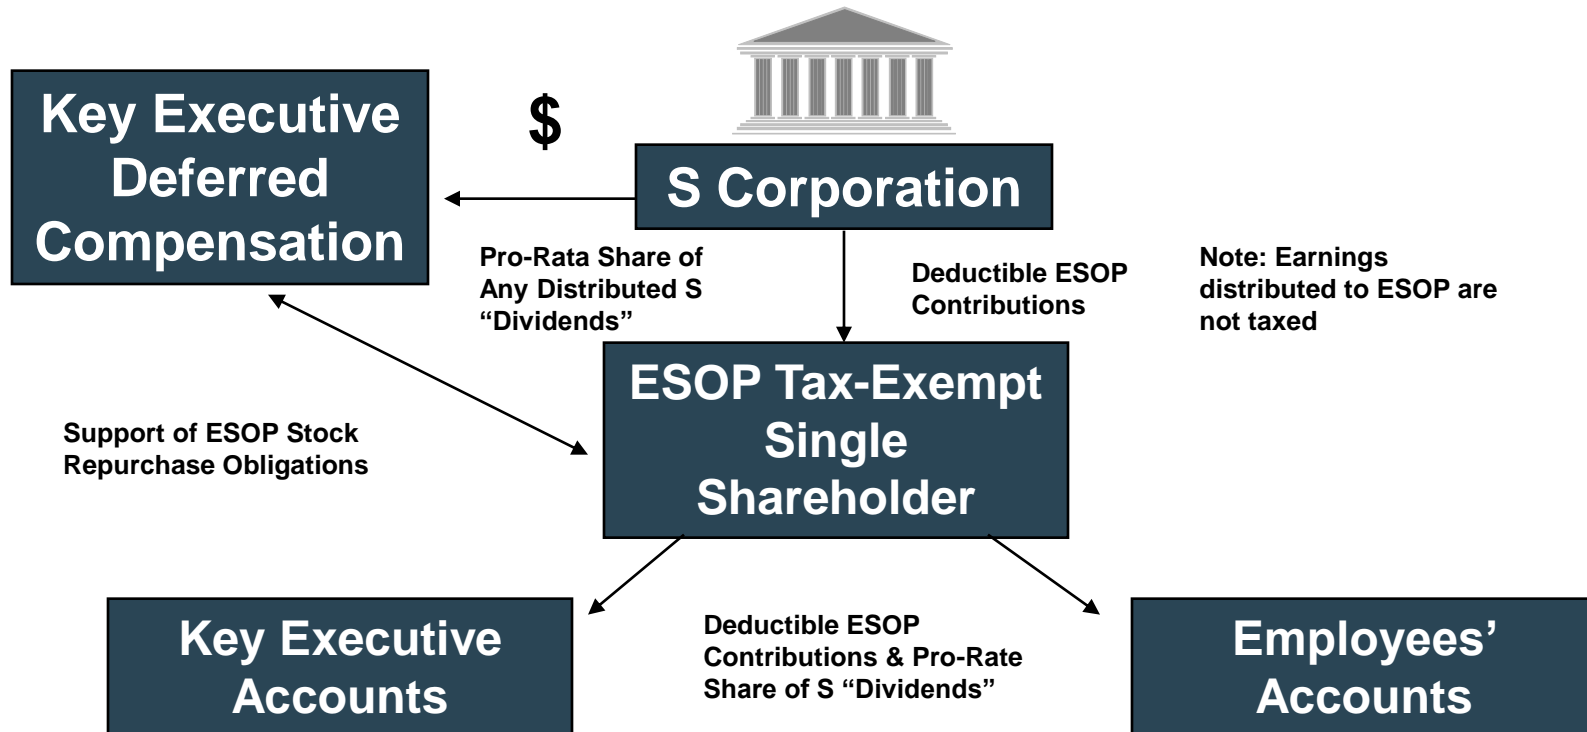 Key Executive
Deferred
Compensation
$
S Corporation
Pro-Rata Share of
Any Distributed S
“Dividends”
Deductible ESOP
Contributions
Note: Earnings
distributed to ESOP are
not taxed
ESOP Tax-Exempt
Single
Shareholder
Support of ESOP Stock
Repurchase Obligations
Key Executive
Accounts
Deductible ESOP
Contributions & Pro-Rate
Share of S “Dividends”
Employees’
Accounts